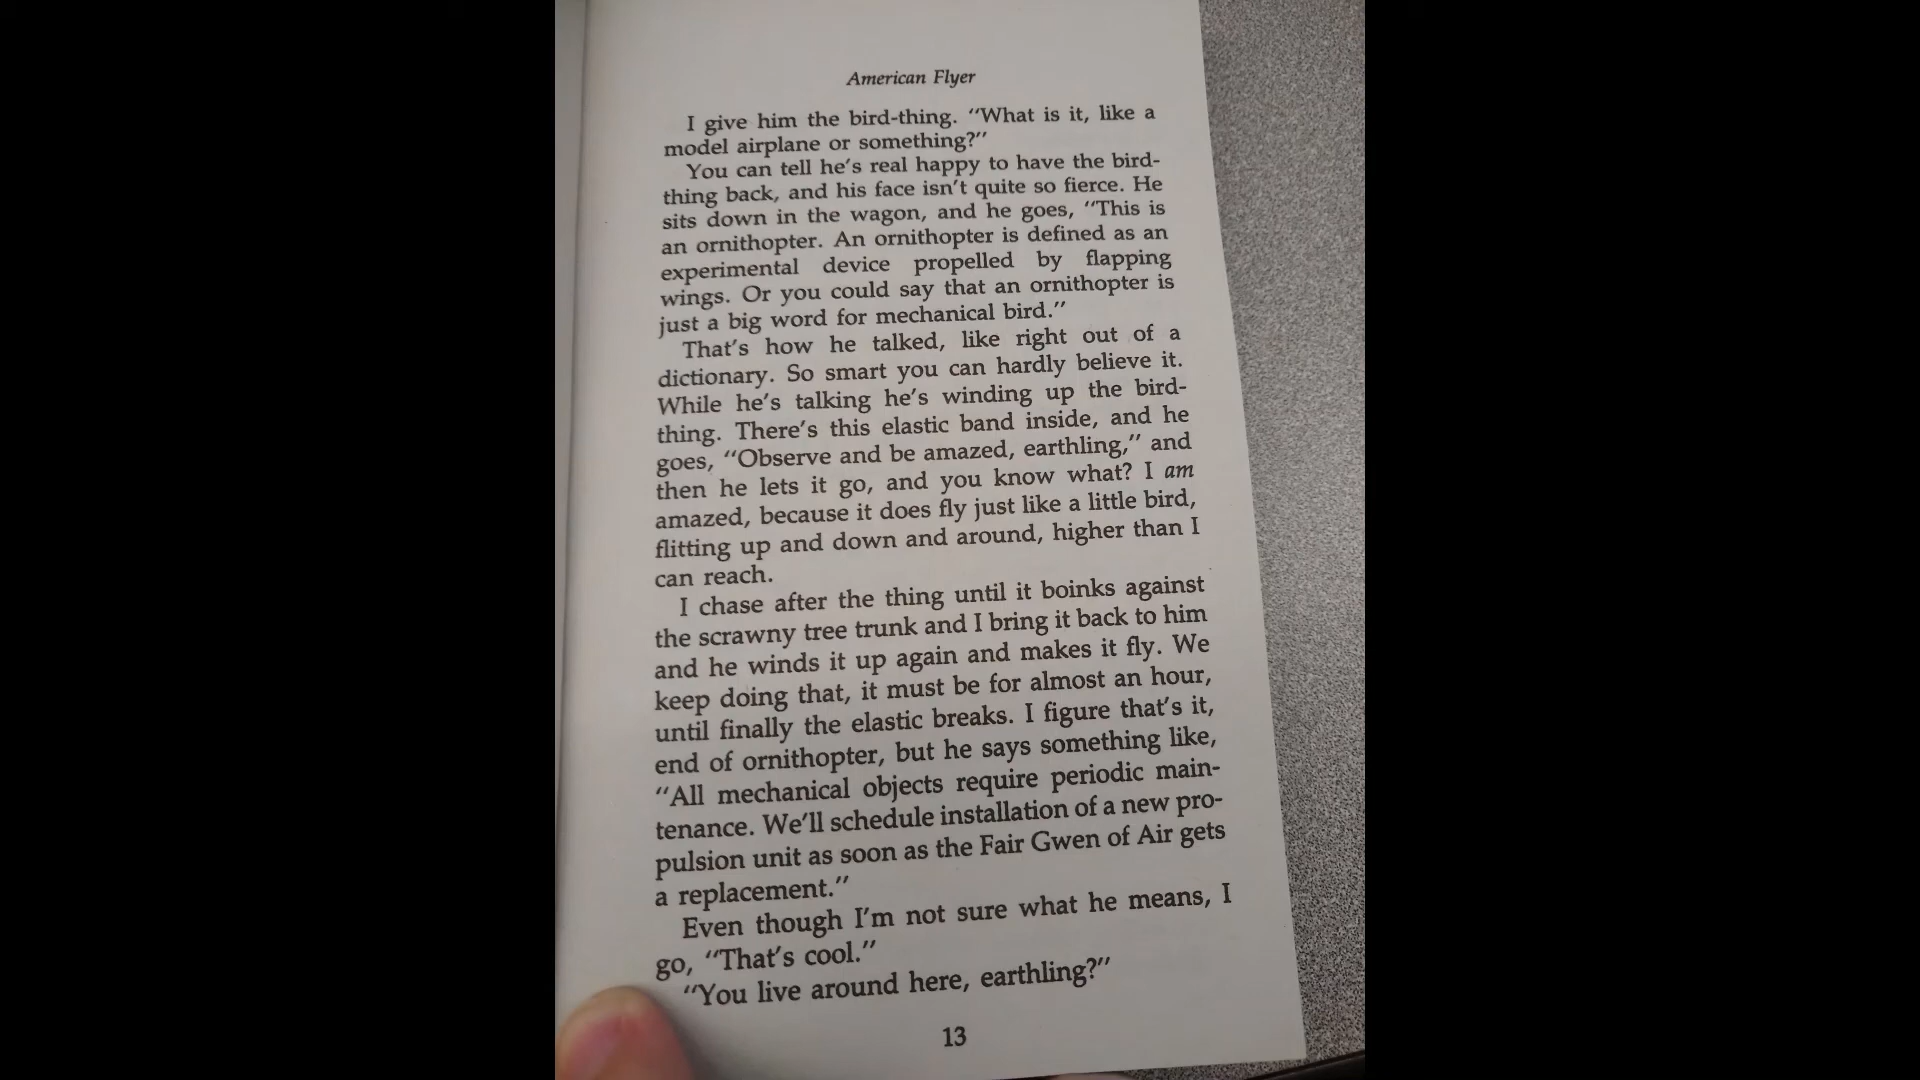 American Flyer
I give him the bird-thing. “What is it, like a
model airplane or something?”
You can tell he’s real happy to have the bird-
thing back, and his face isn’t quite so fierce. He
sits down in the wagon, and he goes, “This is
an ornithopter. An ornithopter is defined as an
experimental device propelled by flapping
wings. Or you could say that an ornithopter is
just a big word for mechanical bird.”
That’s how he talked, like right out of a
dictionary. So smart you can hardly believe it.
While he’s talking he’s winding up the bird-
thing. There’s this elastic band inside, and he
goes, “Observe and be amazed, earthling,” and
then he lets it go, and you know what? I am
amazed, because it does fly just like a little bird,
flitting up and down and around, higher than I
can reach.
I chase after the thing until it boinks against
the scrawny tree trunk and I bring it back to him
and he winds it up again and makes it fly. We
keep doing that, it must be for almost an hour,
until finally the elastic breaks. I figure that’s it,
end of ornithopter, but he says something like,
“All mechanical objects require periodic main-
tenance. We’ll schedule installation of a new pro-
pulsion unit as soon as the Fair Gwen of Air gets
a replacement.”
Even though I’m not sure what he means, I
go, “That’s cool.”
“You live around here, earthling?”
13